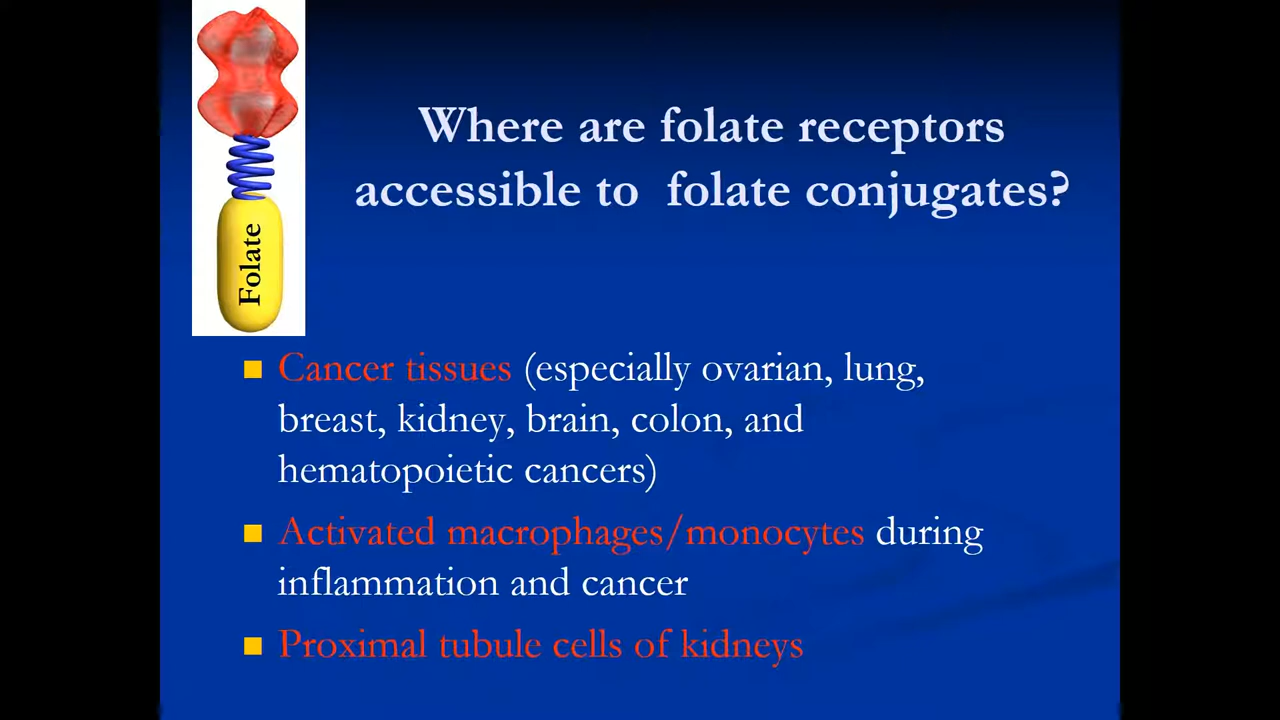 Folate
Where are folate receptors
accessible to folate conjugates?
Cancer tissues (especially ovarian, lung,
breast, kidney, brain, colon, and
hematopoietic cancers)
Activated macrophages/monocytes during
inflammation and cancer
Proximal tubule cells of kidneys